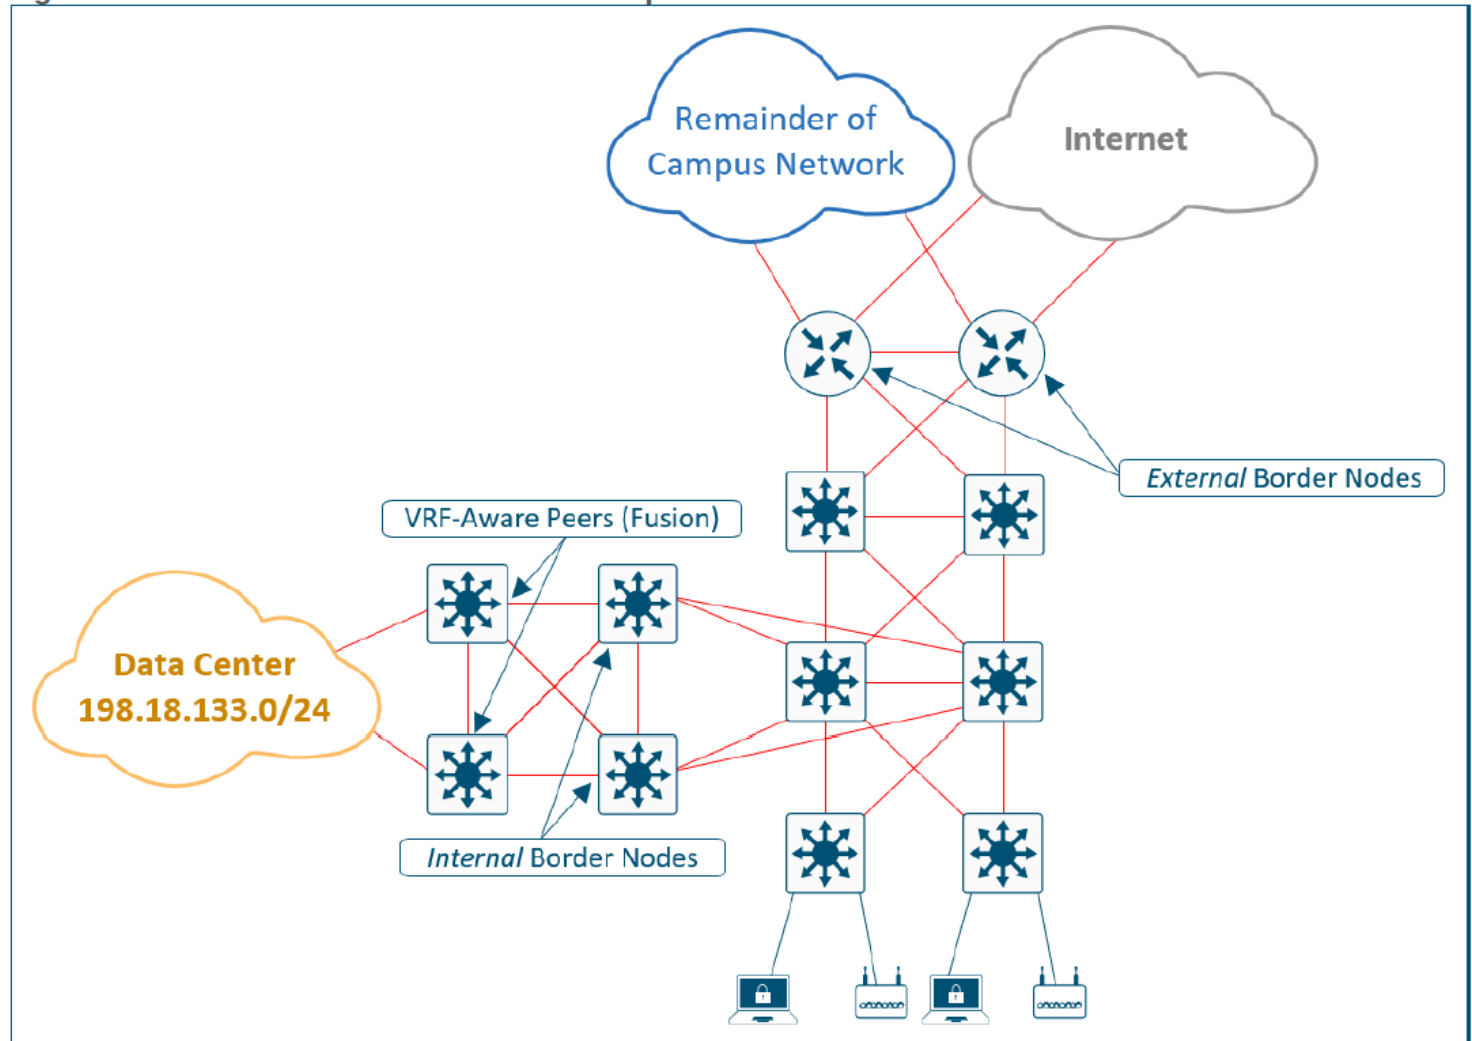 Remainder of
Campus Network
Internet
External Border Nodes
VRF-Aware Peers (Fusion)
Data Center
198.18.133.0/24
Internal Border Nodes